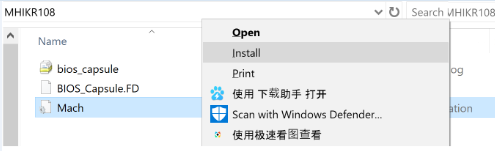 MHIKR108
Search MHIKR108
Name
bios_capsule
BIOS_Capsule.FD
Mach
Open
Install
Print
使用 下载助手 打开
Scan with Windows Defender...
使用极速看图查看